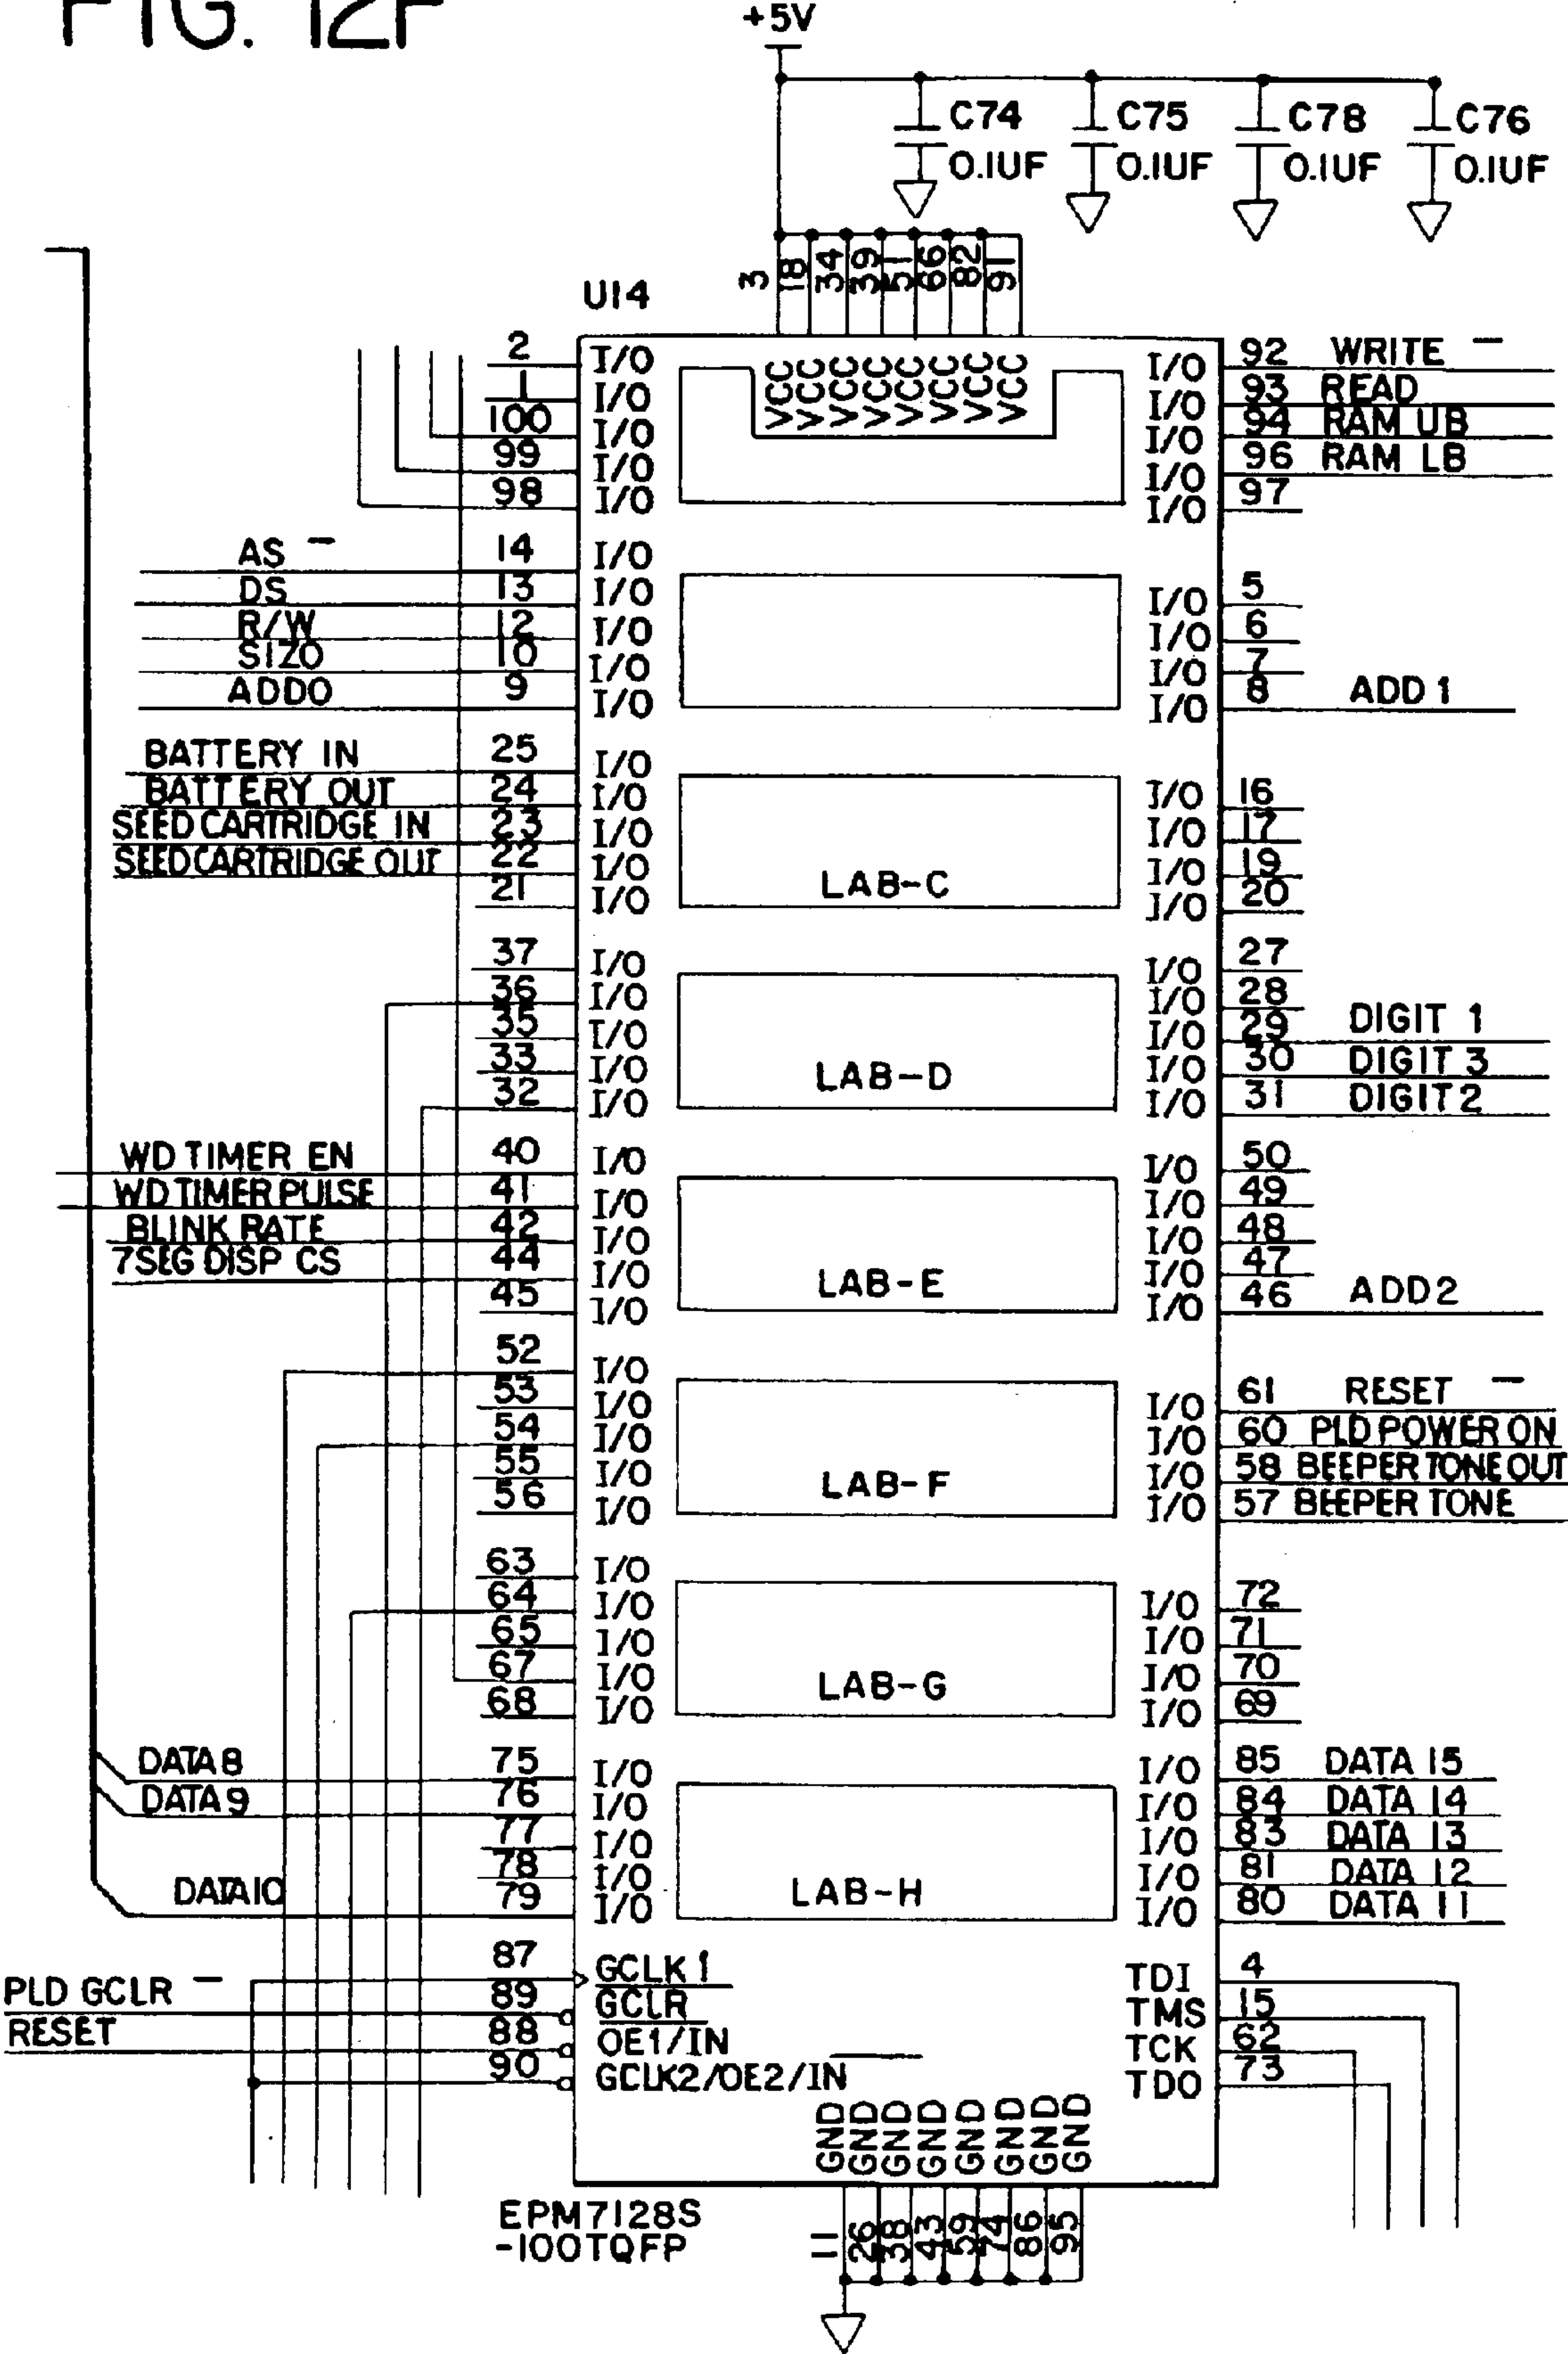 FIG. 12F
+5V
C74 C75 C78 C76
0.1UF 0.1UF 0.1UF 0.1UF
3 18 34 39 51 66 82 91
U14
VCC VCC VCC VCC VCC VCC VCC VCC
2 I/O I/O 92 WRITE –
1 I/O I/O 93 READ
100 I/O I/O 94 RAM UB
99 I/O I/O 96 RAM LB
98 I/O I/O 97
AS – 14 I/O
DS 13 I/O I/O 5
R/W 12 I/O I/O 6
SIZ0 10 I/O I/O 7
ADD0 9 I/O I/O 8 ADD 1
BATTERY IN 25 I/O
BATTERY OUT 24 I/O I/O 16
SEED CARTRIDGE IN 23 I/O I/O 17
SEED CARTRIDGE OUT 22 I/O I/O 19
21 I/O LAB-C I/O 20
37 I/O I/O 27
36 I/O I/O 28
35 I/O I/O 29 DIGIT 1
33 I/O LAB-D I/O 30 DIGIT 3
32 I/O I/O 31 DIGIT 2
WD TIMER EN 40 I/O I/O 50
WD TIMER PULSE 41 I/O I/O 49
BLINK RATE 42 I/O I/O 48
7SEG DISP CS 44 I/O LAB-E I/O 47
45 I/O I/O 46 ADD2
52 I/O
53 I/O I/O 61 RESET –
54 I/O I/O 60 PLD POWER ON
55 I/O LAB-F I/O 58 BEEPER TONE OUT
56 I/O I/O 57 BEEPER TONE
63 I/O
64 I/O I/O 72
65 I/O I/O 71
67 I/O LAB-G I/O 70
68 I/O I/O 69
DATA 8 75 I/O I/O 85 DATA 15
DATA 9 76 I/O I/O 84 DATA 14
77 I/O I/O 83 DATA 13
78 I/O I/O 81 DATA 12
DATA 10 79 I/O LAB-H I/O 80 DATA 11
87 GCLK1 TDI 4
PLD GCLR – 89 GCLR TMS 15
RESET 88 OE1/IN TCK 62
90 GCLK2/OE2/IN TDO 73
GND GND GND GND GND GND GND GND
EPM7128S
-100TQFP
11 26 38 43 59 74 86 95